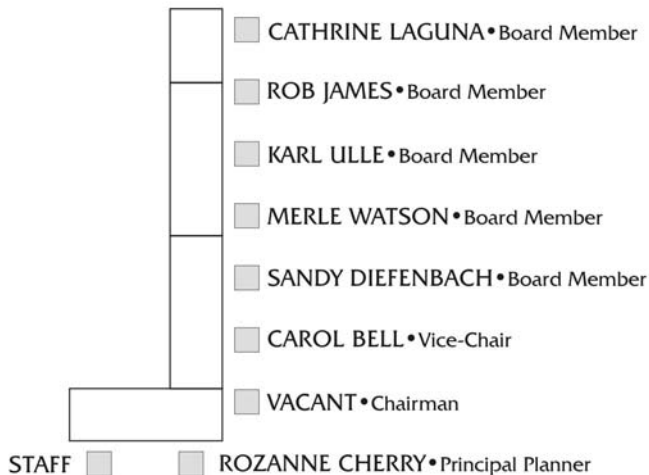 CATHRINE LAGUNA•Board Member
ROB JAMES•Board Member
KARL ULLE•Board Member
MERLE WATSON•Board Member
SANDY DIEFENBACH•Board Member
CAROL BELL•Vice-Chair
VACANT•Chairman
STAFF ROZANNE CHERRY•Principal Planner